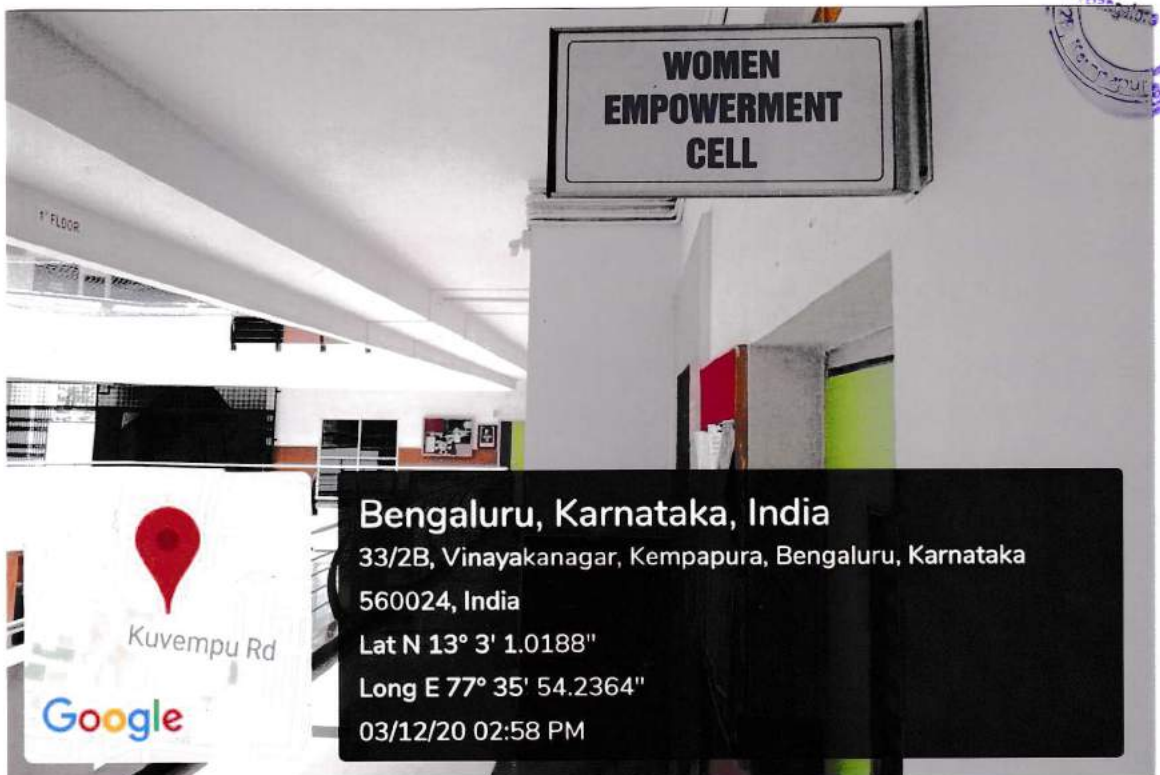 WOMEN
EMPOWERMENT
CELL
1st FLOOR
Bengaluru, Karnataka, India
33/2B, Vinayakanagar, Kempapura, Bengaluru, Karnataka
560024, India
Lat N 13° 3' 1.0188"
Long E 77° 35' 54.2364"
03/12/20 02:58 PM
Kuvempu Rd
Google